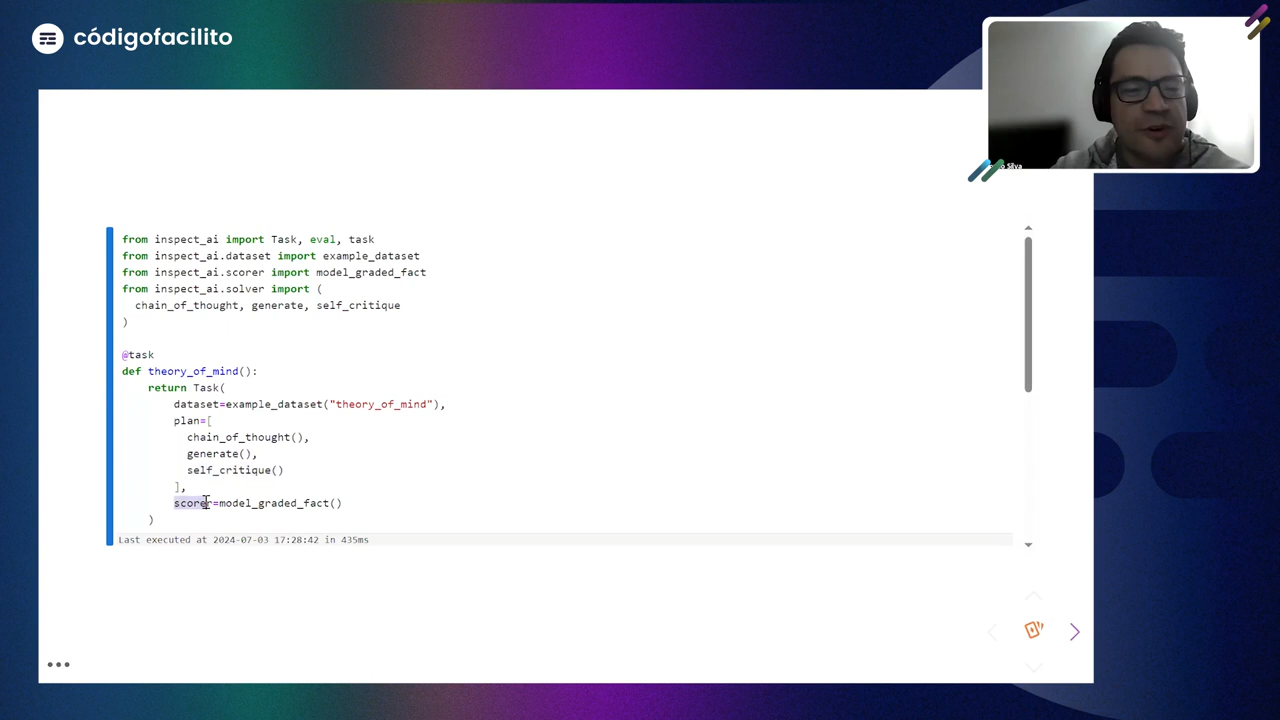 códigofacilito
Silva
from inspect_ai import Task, eval, task
from inspect_ai.dataset import example_dataset
from inspect_ai.scorer import model_graded_fact
from inspect_ai.solver import (
  chain_of_thought, generate, self_critique
)
@task
def theory_of_mind():
    return Task(
        dataset=example_dataset("theory_of_mind"),
        plan=[
          chain_of_thought(),
          generate(),
          self_critique()
        ],
        scorer=model_graded_fact()
    )
Last executed at 2024-07-03 17:28:42 in 435ms